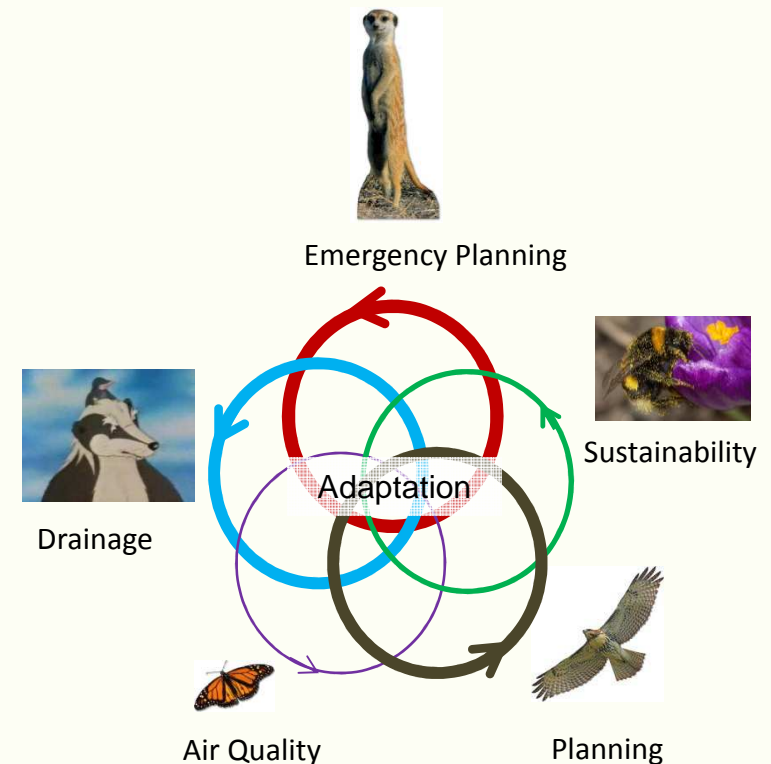 Emergency Planning
Sustainability
Adaptation
Drainage
Air Quality
Planning